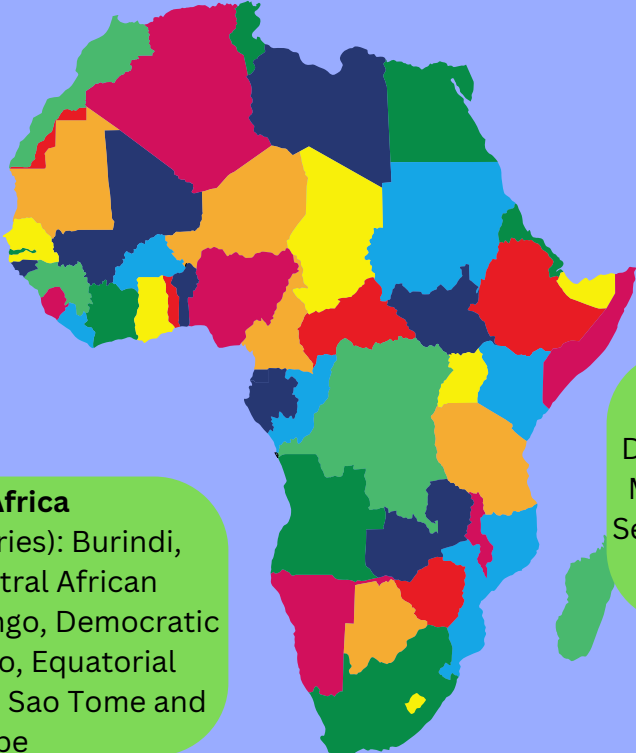 Africa
ries): Burindi,
tral African
ngo, Democratic
o, Equatorial
Sao Tome and
pe
D
M
Se